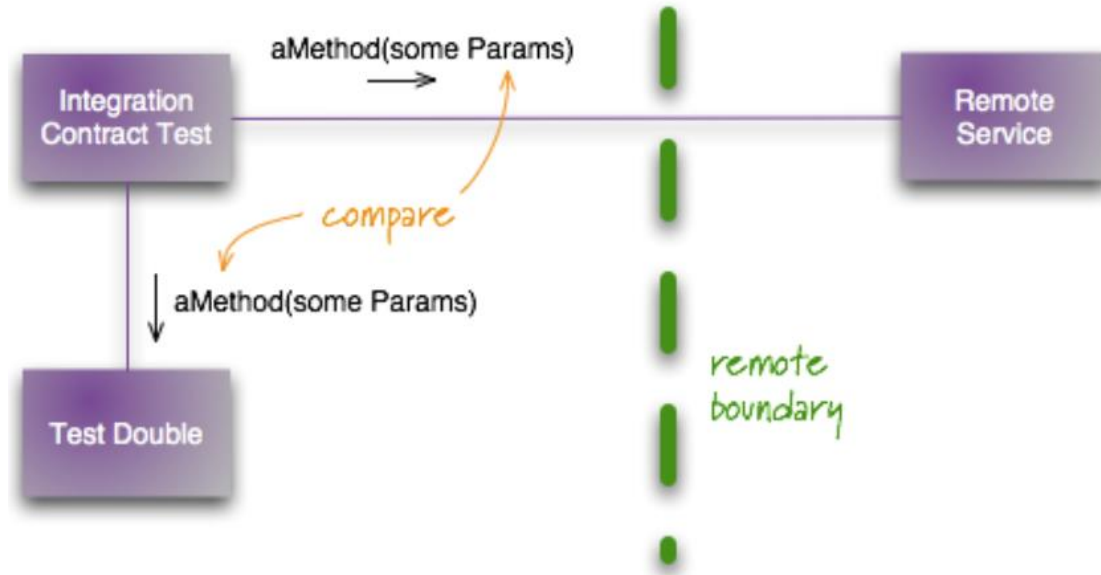 aMethod(some Params)
Integration
Contract Test
Remote
Service
compare
aMethod(some Params)
remote
boundary
Test Double